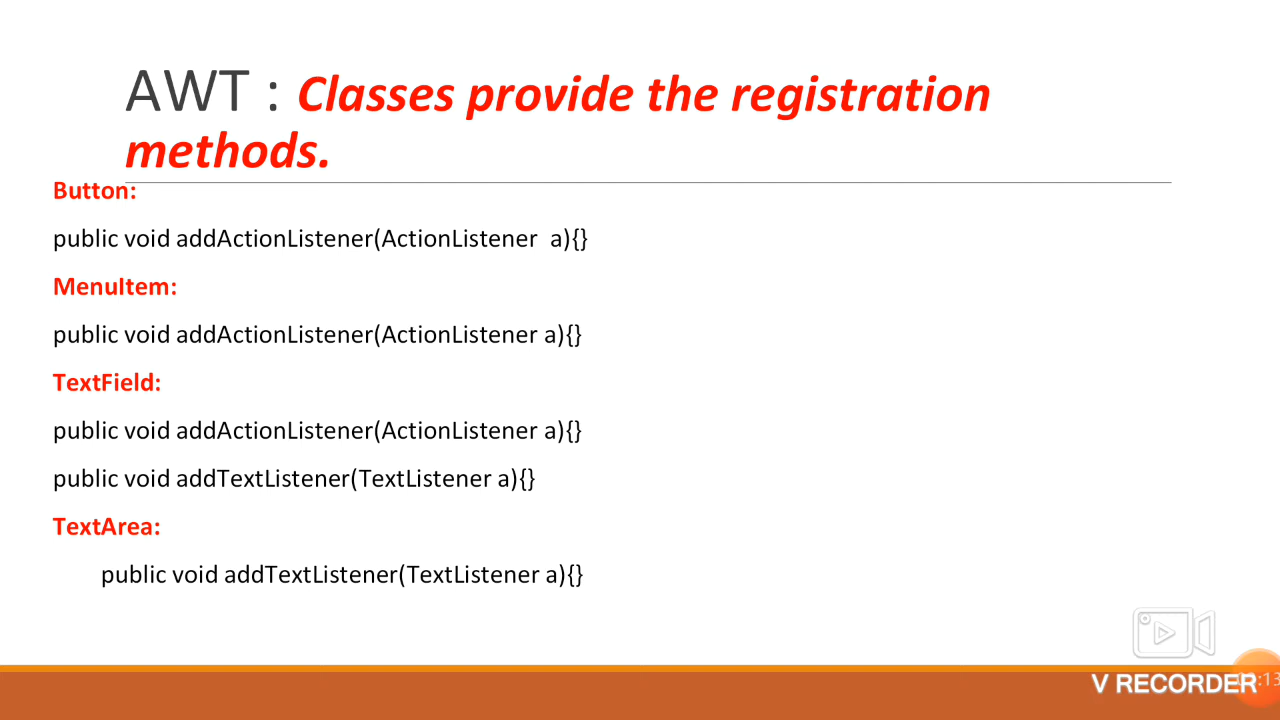 AWT : Classes provide the registration
methods.
Button:
public void addActionListener(ActionListener  a){}
MenuItem:
public void addActionListener(ActionListener a){}
TextField:
public void addActionListener(ActionListener a){}
public void addTextListener(TextListener a){}
TextArea:
public void addTextListener(TextListener a){}
V RECORDER